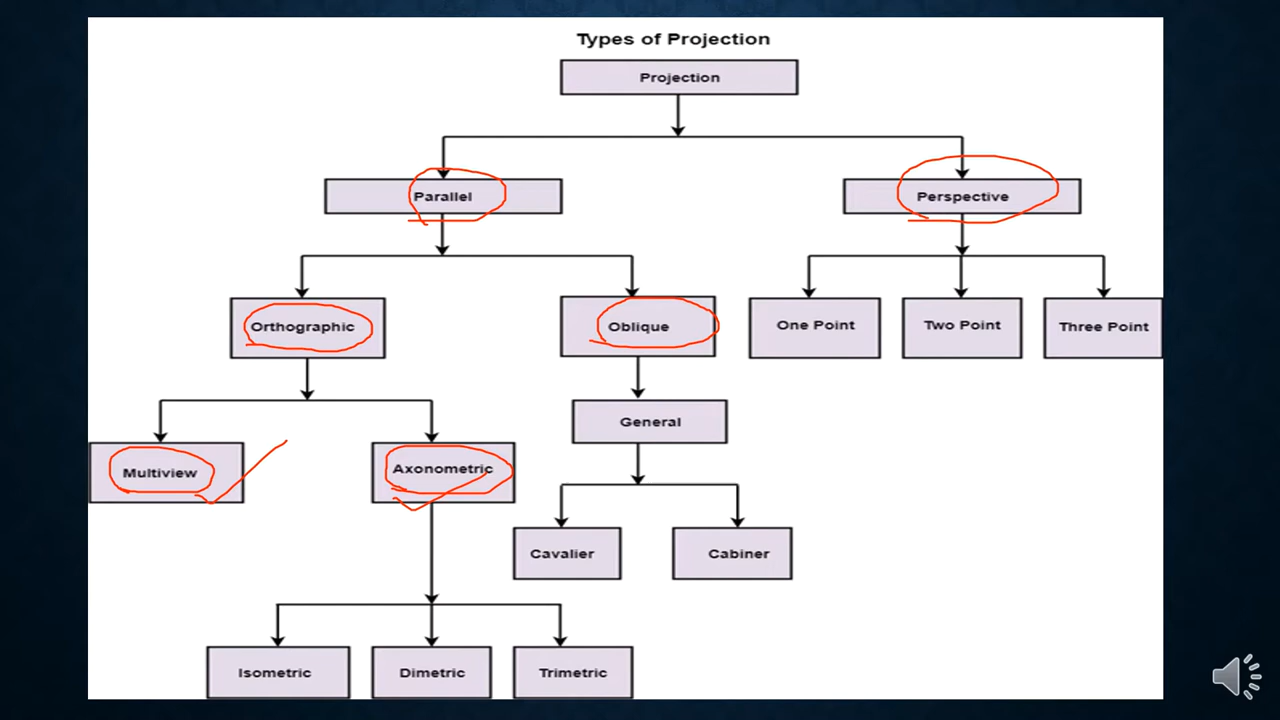 Types of Projection
Projection
Parallel
Perspective
Orthographic
Oblique
One Point
Two Point
Three Point
General
Multiview
Axonometric
Cavalier
Cabiner
Isometric
Dimetric
Trimetric